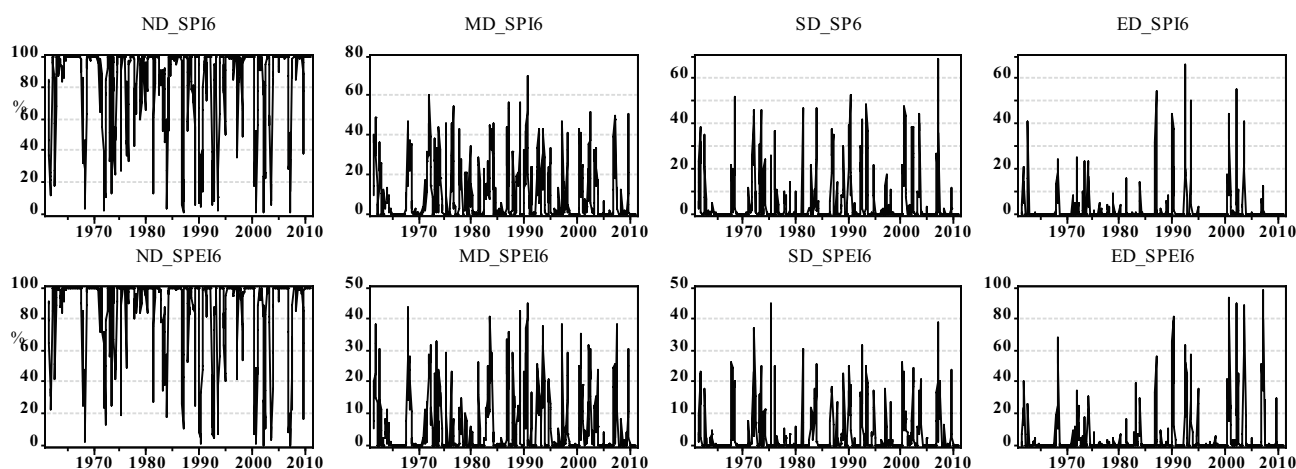 ND_SPI6 MD_SPI6 SD_SP6 ED_SPI6
100 80
80 60 60 60
% 60 40 40 40
40
20 20 20 20
0 0 0 0
1970 1980 1990 2000 2010 1970 1980 1990 2000 2010 1970 1980 1990 2000 2010 1970 1980 1990 2000 2010
ND_SPEI6 MD_SPEI6 SD_SPEI6 ED_SPEI6
100 50 50 100
80 40 40 80
% 60 30 30 60
40 20 20 40
20 10 10 20
0 0 0 0
1970 1980 1990 2000 2010 1970 1980 1990 2000 2010 1970 1980 1990 2000 2010 1970 1980 1990 2000 2010